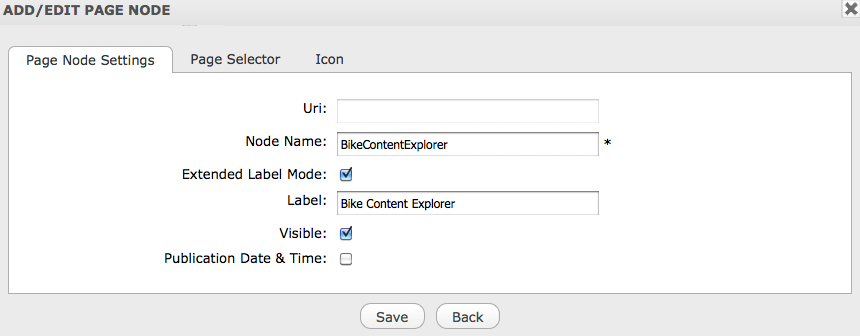 ADD/EDIT PAGE NODE
Page Node Settings Page Selector Icon
Uri:
Node Name: BikeContentExplorer *
Extended Label Mode:
Label: Bike Content Explorer
Visible:
Publication Date & Time:
Save Back